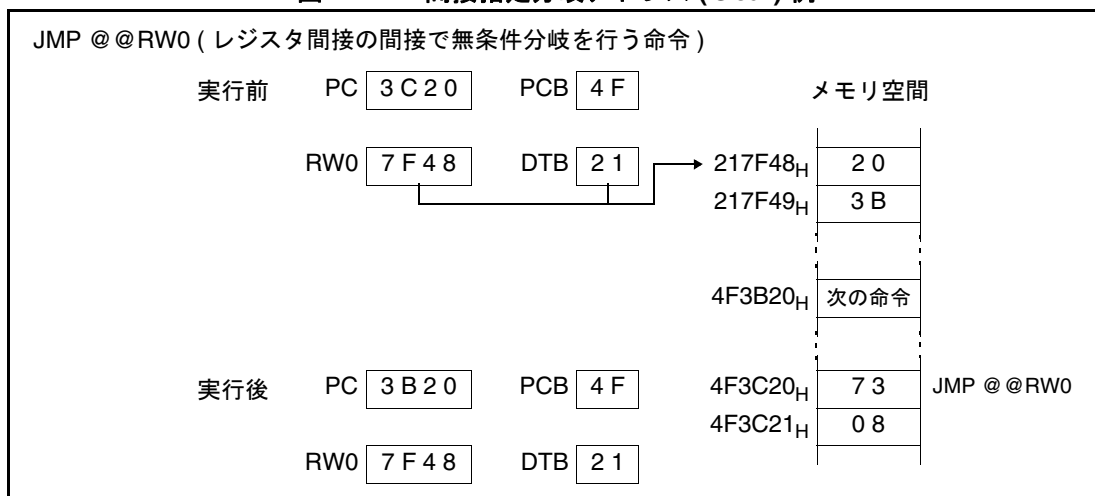 JMP @@RW0 ( レジスタ間接の間接で無条件分岐を行う命令 )
実行前 PC 3C20 PCB 4F メモリ空間
RW0 7F48 DTB 21 217F48H 20
217F49H 3B
4F3B20H 次の命令
実行後 PC 3B20 PCB 4F 4F3C20H 73 JMP @@RW0
4F3C21H 08
RW0 7F48 DTB 21